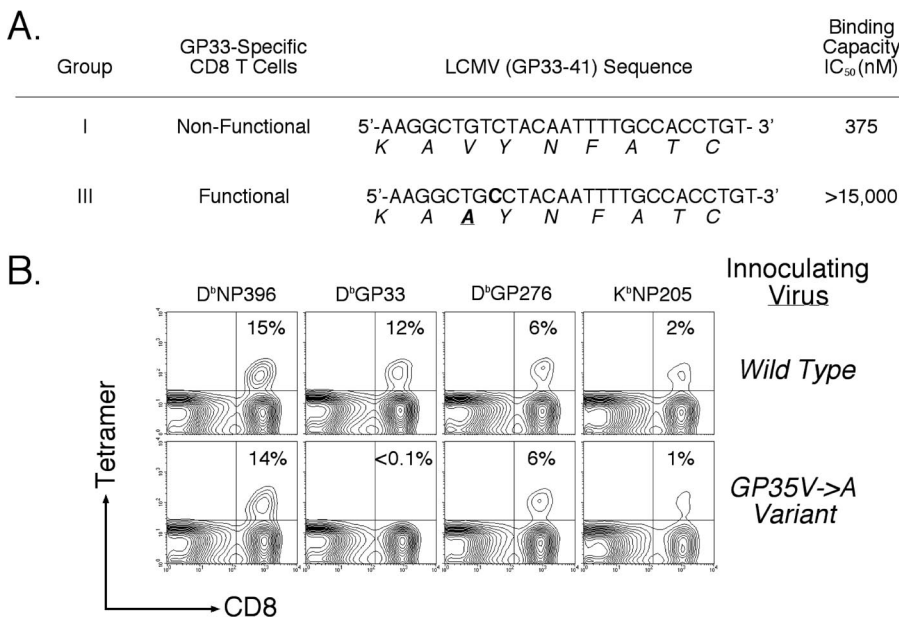 A.
Group
GP33-Specific
CD8 T Cells
LCMV (GP33-41) Sequence
Binding
Capacity
IC50 (nM)
I
Non-Functional
5'-AAGGCTGTCTACAATTTTGCCACCTGT- 3'
375
K A V Y N F A T C
III
Functional
5'-AAGGCTGCCTACAATTTTGCCACCTGT-3'
>15,000
K A A Y N F A T C
B.
Innoculating
Virus
DbNP396
DbGP33
DbGP276
KbNP205
15%
12%
6%
2%
Wild Type
14%
<0.1%
6%
1%
GP35V->A
Variant
Tetramer
CD8